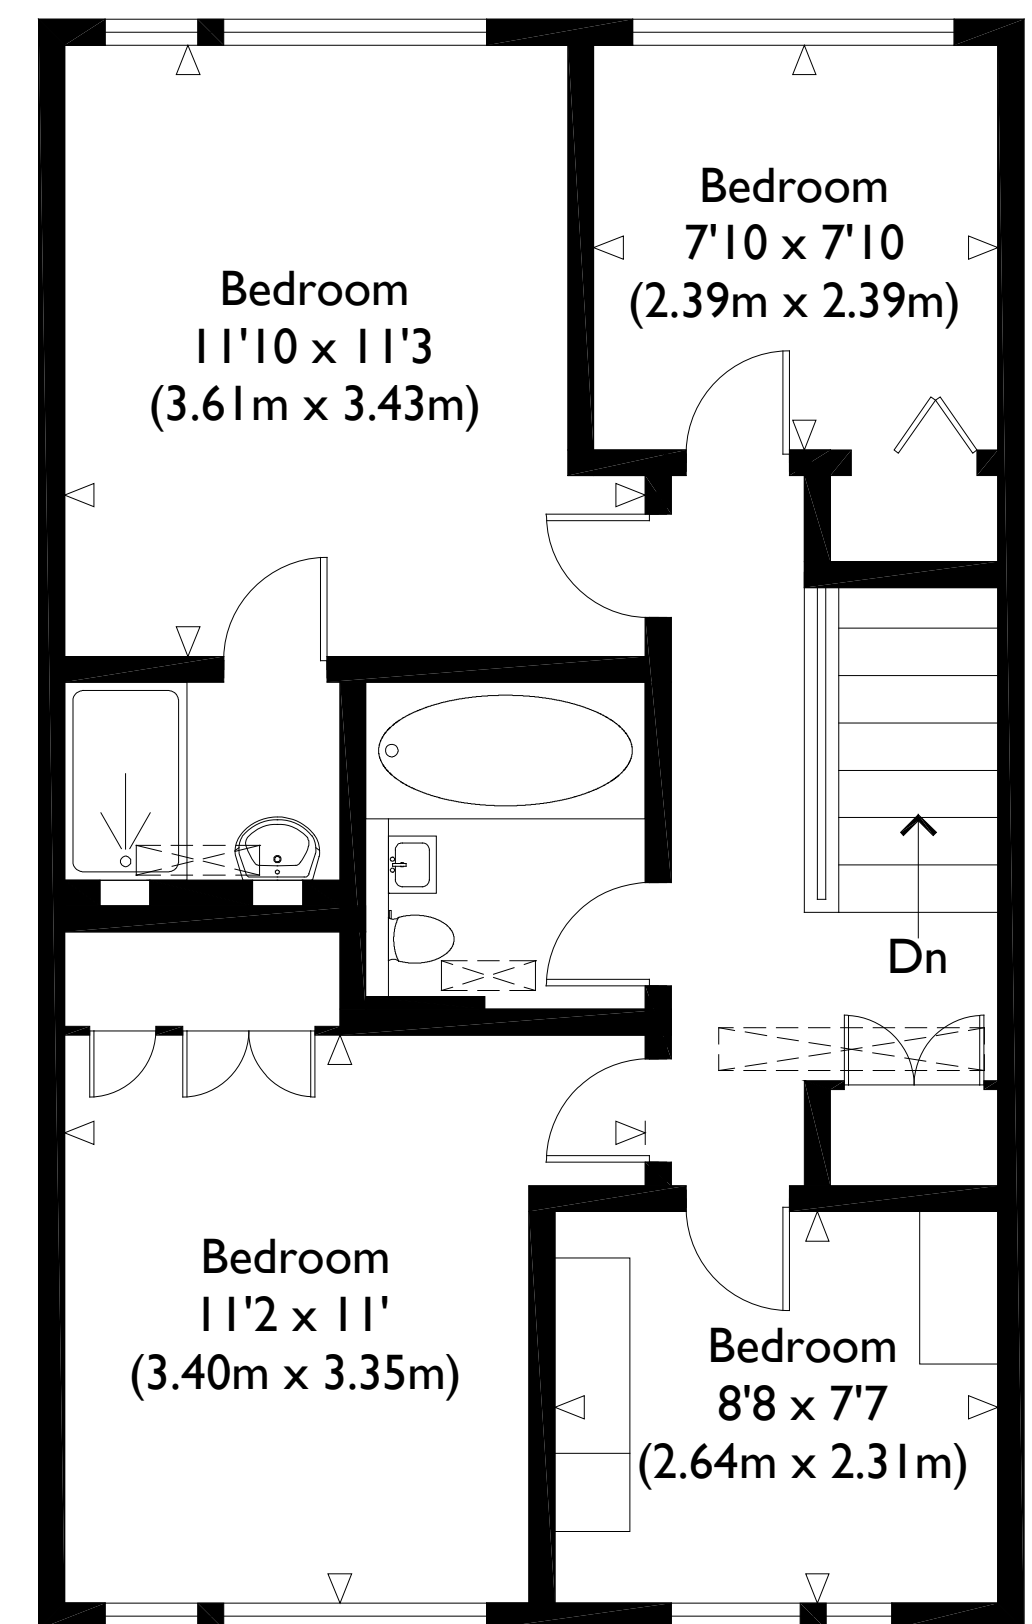 Bedroom
11'10 x 11'3
(3.61m x 3.43m)
Bedroom
7'10 x 7'10
(2.39m x 2.39m)
Dn
Bedroom
11'2 x 11'
(3.40m x 3.35m)
Bedroom
8'8 x 7'7
(2.64m x 2.31m)